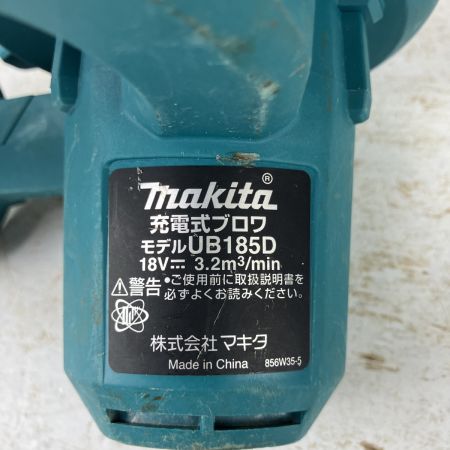 makita®
充電式ブロワ
モデルUB185D
18V⎓ 3.2m³/min
⚠警告 •ご使用前に取扱説明書を
必ずよくお読みください。
株式会社マキタ
Made in China 856W35-5